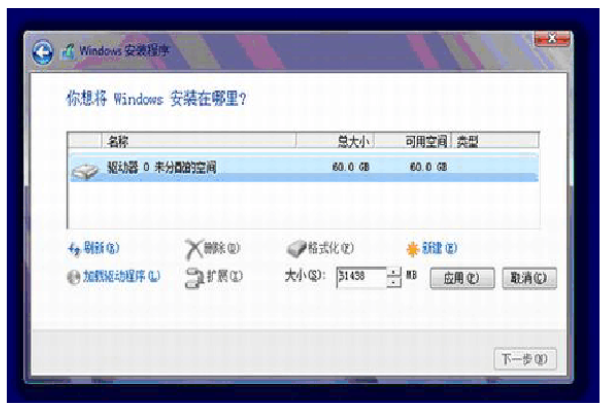 Windows 安装程序
你想将 Windows 安装在哪里?
名称 总大小 可用空间 类型
驱动器 0 未分配的空间 60.0 GB 60.0 GB
刷新(R) 删除(D) 格式化(F) 新建(E)
加载驱动程序(L) 扩展(X) 大小(S): 31438 MB 应用(P) 取消(C)
下一步(N)